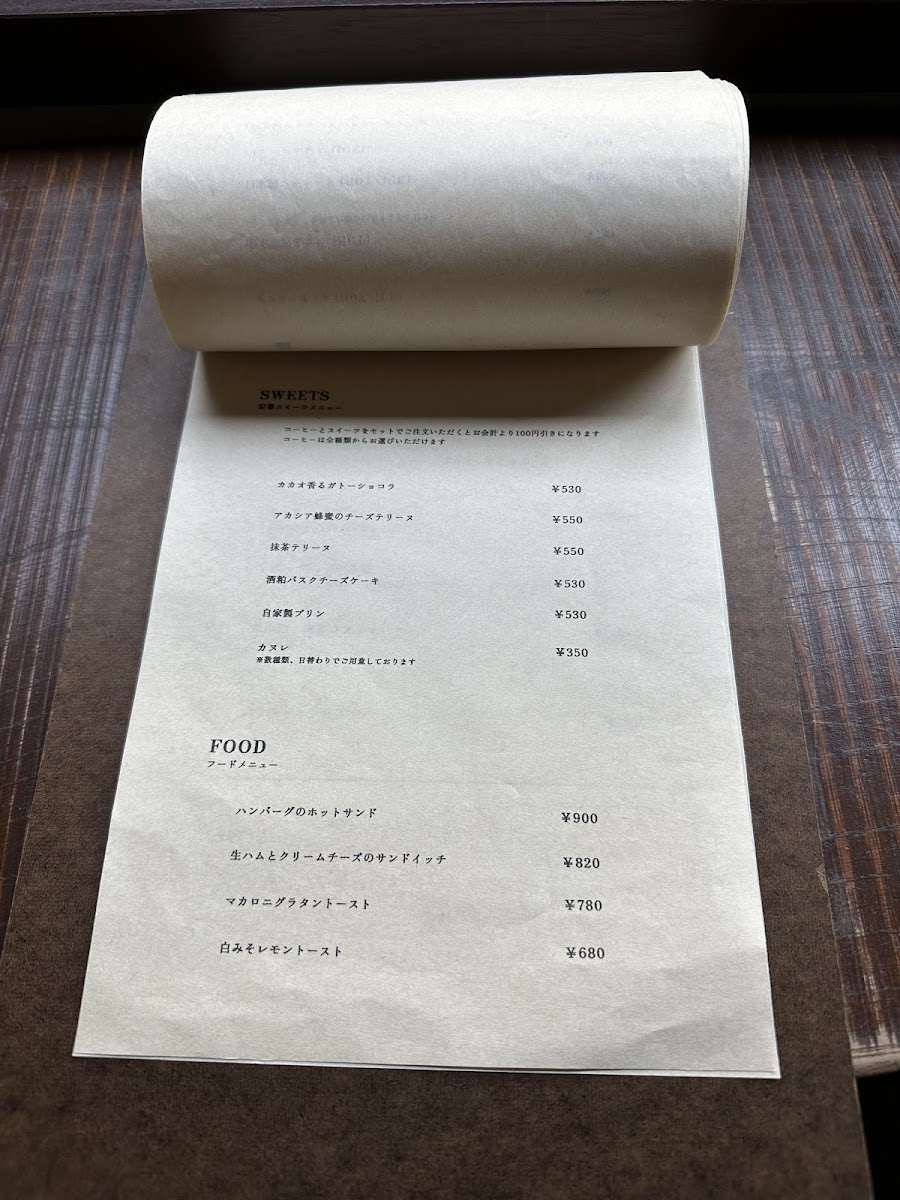 SWEETS
定番スイーツメニュー
コーヒーとスイーツをセットでご注文いただくとお会計より100円引きになります
コーヒーは全種類からお選びいただけます
カカオ香るガトーショコラ ¥530
アカシア蜂蜜のチーズテリーヌ ¥550
抹茶テリーヌ ¥550
酒粕バスクチーズケーキ ¥530
自家製プリン ¥530
カヌレ ¥350
※数種類、日替わりでご用意しております
FOOD
フードメニュー
ハンバーグのホットサンド ¥900
生ハムとクリームチーズのサンドイッチ ¥820
マカロニグラタントースト ¥780
白みそレモントースト ¥680